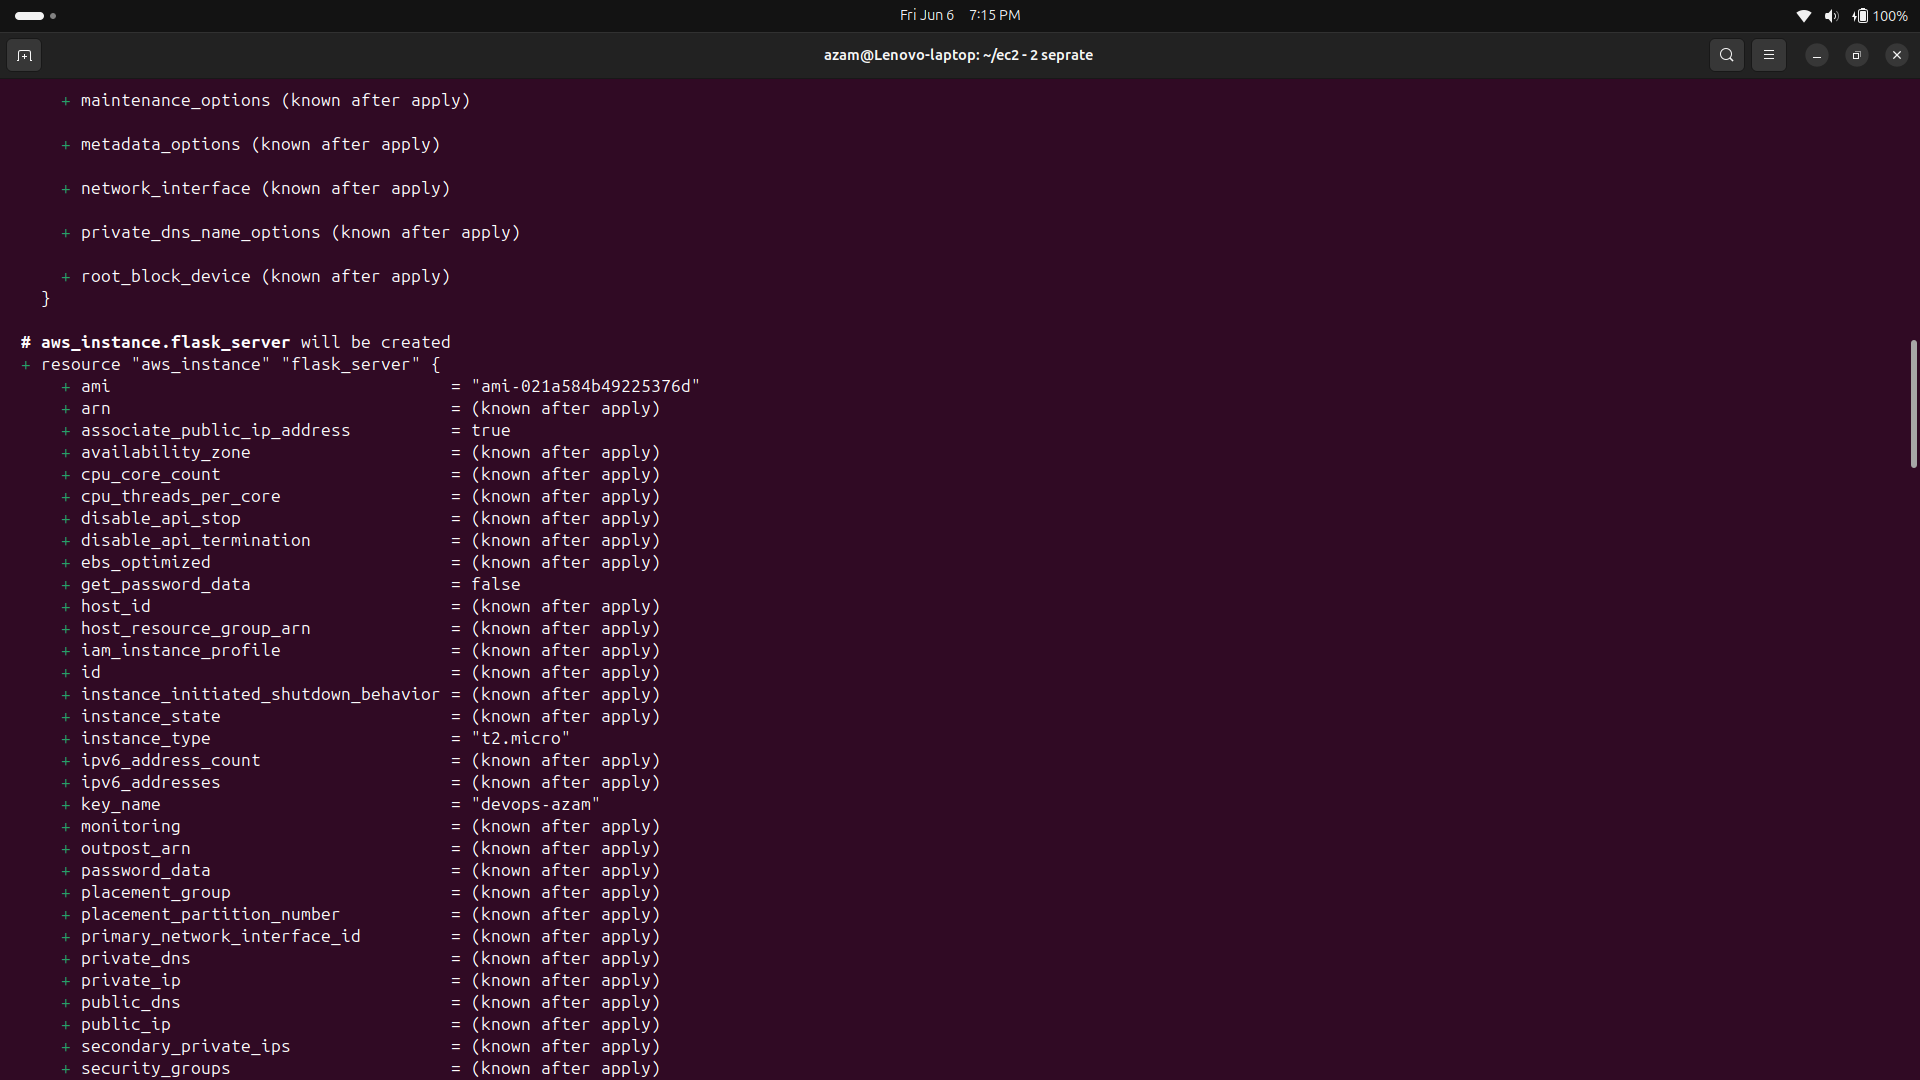 Fri Jun 6 7:15 PM
100%
azam@Lenovo-laptop: ~/ec2 - 2 seprate
+ maintenance_options (known after apply)
+ metadata_options (known after apply)
+ network_interface (known after apply)
+ private_dns_name_options (known after apply)
+ root_block_device (known after apply)
}
# aws_instance.flask_server will be created
+ resource "aws_instance" "flask_server" {
+ ami = "ami-021a584b49225376d"
+ arn = (known after apply)
+ associate_public_ip_address = true
+ availability_zone = (known after apply)
+ cpu_core_count = (known after apply)
+ cpu_threads_per_core = (known after apply)
+ disable_api_stop = (known after apply)
+ disable_api_termination = (known after apply)
+ ebs_optimized = (known after apply)
+ get_password_data = false
+ host_id = (known after apply)
+ host_resource_group_arn = (known after apply)
+ iam_instance_profile = (known after apply)
+ id = (known after apply)
+ instance_initiated_shutdown_behavior = (known after apply)
+ instance_state = (known after apply)
+ instance_type = "t2.micro"
+ ipv6_address_count = (known after apply)
+ ipv6_addresses = (known after apply)
+ key_name = "devops-azam"
+ monitoring = (known after apply)
+ outpost_arn = (known after apply)
+ password_data = (known after apply)
+ placement_group = (known after apply)
+ placement_partition_number = (known after apply)
+ primary_network_interface_id = (known after apply)
+ private_dns = (known after apply)
+ private_ip = (known after apply)
+ public_dns = (known after apply)
+ public_ip = (known after apply)
+ secondary_private_ips = (known after apply)
+ security_groups = (known after apply)